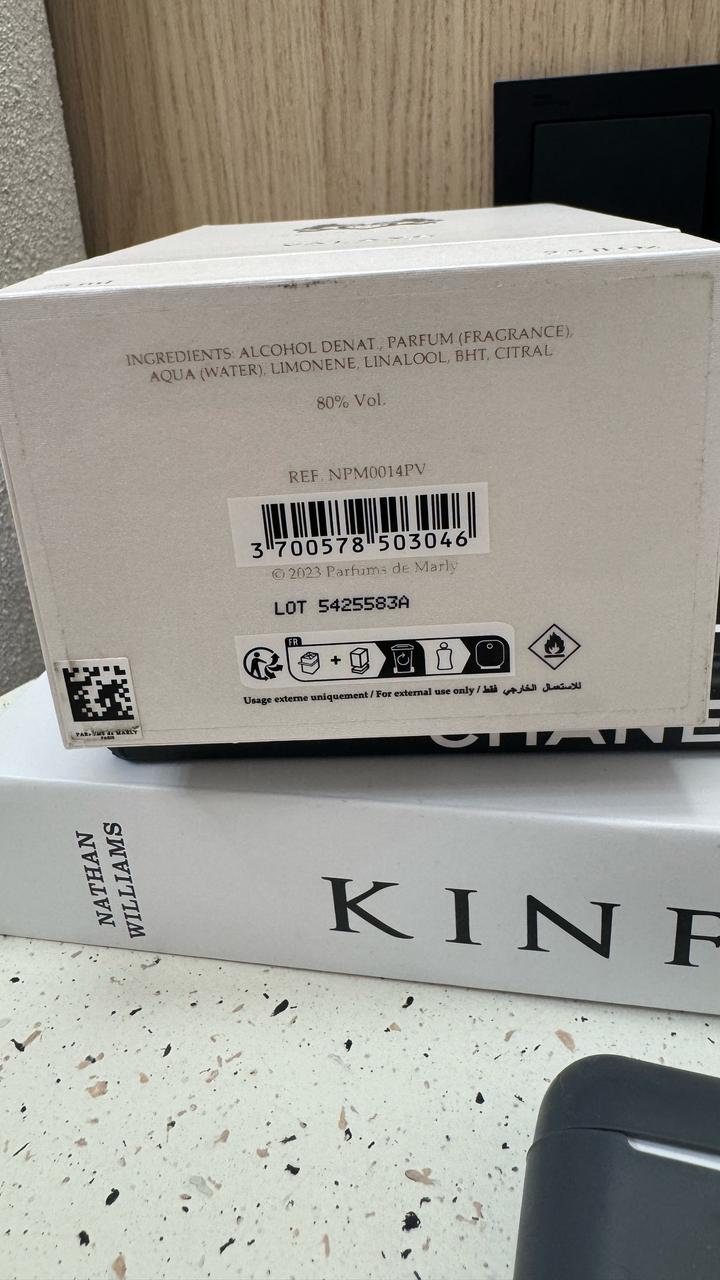 INGREDIENTS: ALCOHOL DENAT., PARFUM (FRAGRANCE),
AQUA (WATER), LIMONENE, LINALOOL, BHT, CITRAL
80% Vol.
REF. NPM0014PV
3 700578 503046
© 2023 Parfums de Marly
LOT 5425583A
FR
Usage externe uniquement / For external use only / للاستعمال الخارجي فقط
PARFUMS de MARLY
PARIS
CHANE
NATHAN
WILLIAMS
KINF